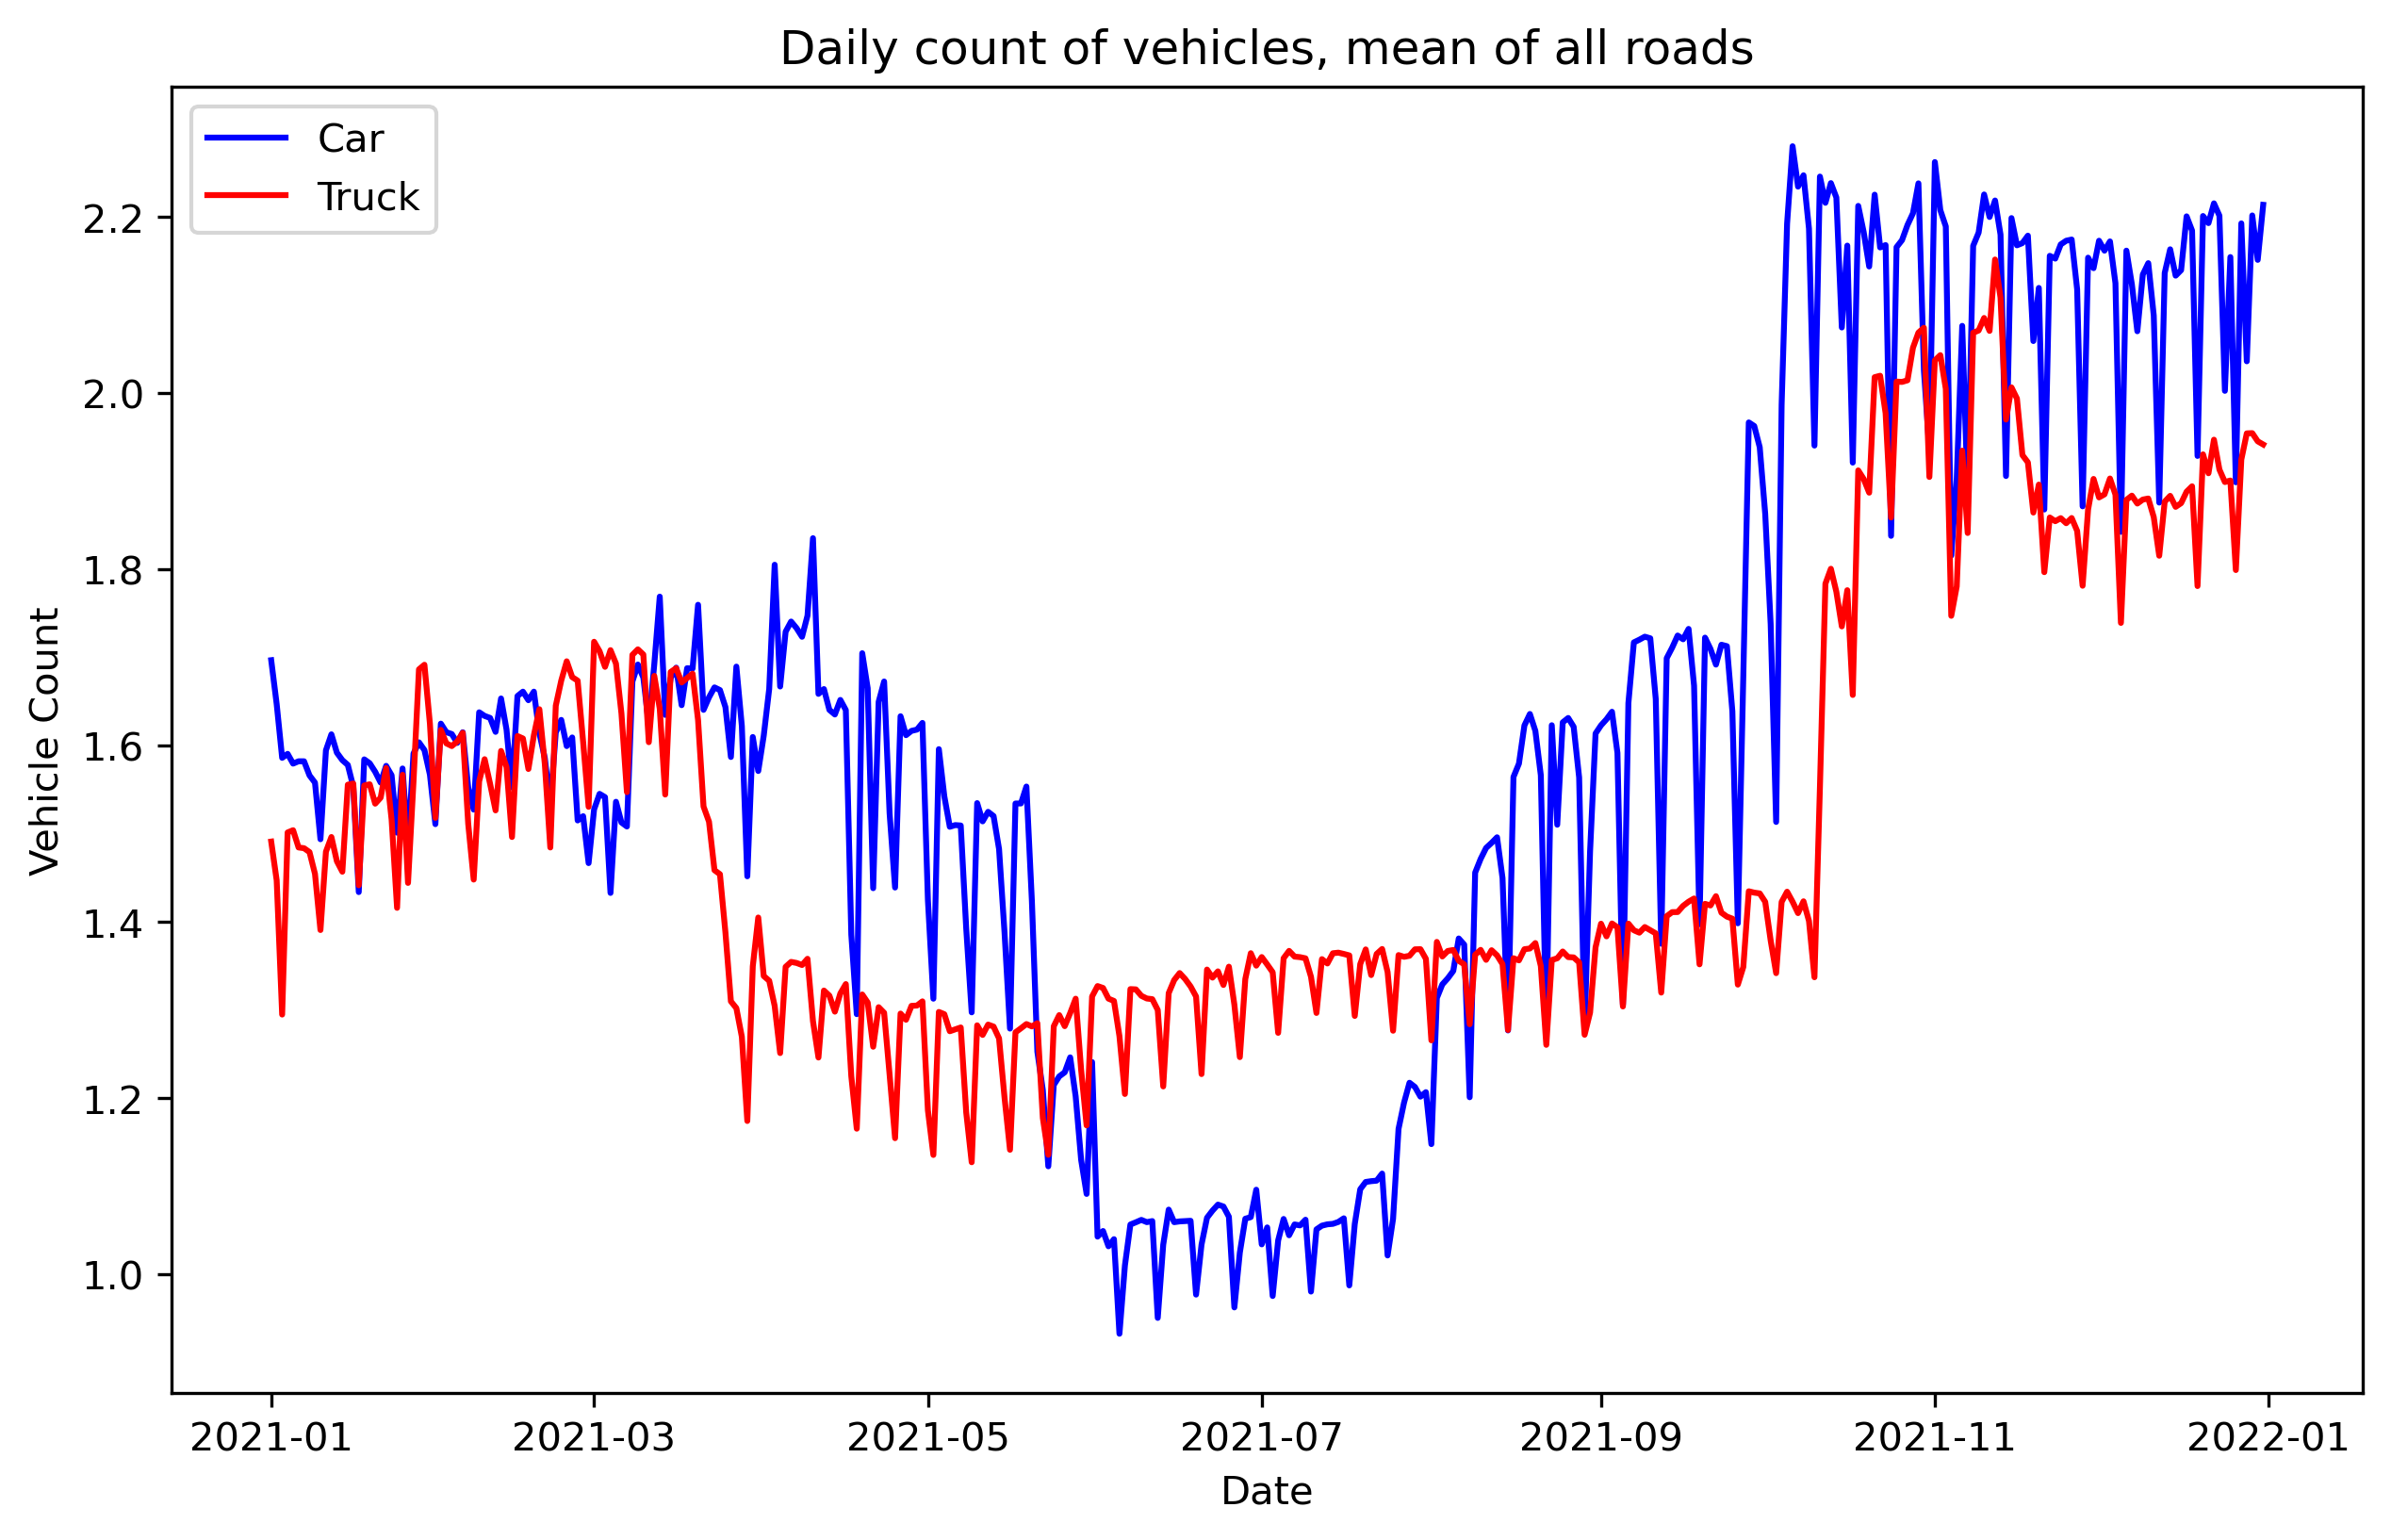 Daily count of vehicles, mean of all roads
Car
Truck
Vehicle Count
2.2
2.0
1.8
1.6
1.4
1.2
1.0
2021-01
2021-03
2021-05
2021-07
2021-09
2021-11
2022-01
Date